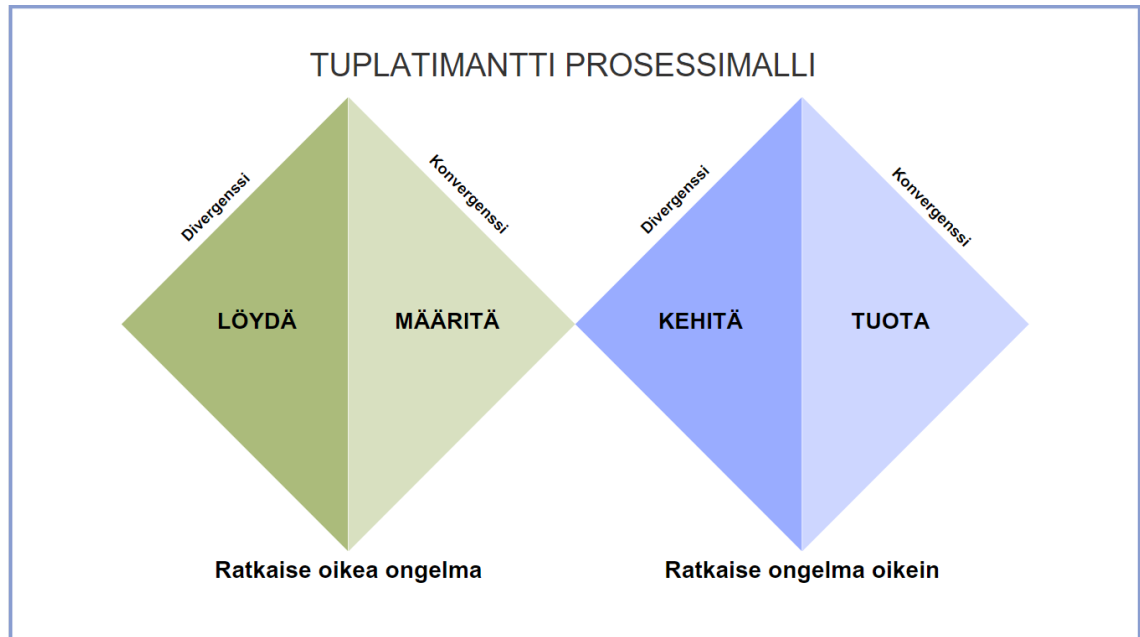 TUPLATIMANTTI PROSESSIMALLI
Divergenssi
Konvergenssi
LÖYDÄ
MÄÄRITÄ
Ratkaise oikea ongelma
Divergenssi
Konvergenssi
KEHITÄ
TUOTA
Ratkaise ongelma oikein